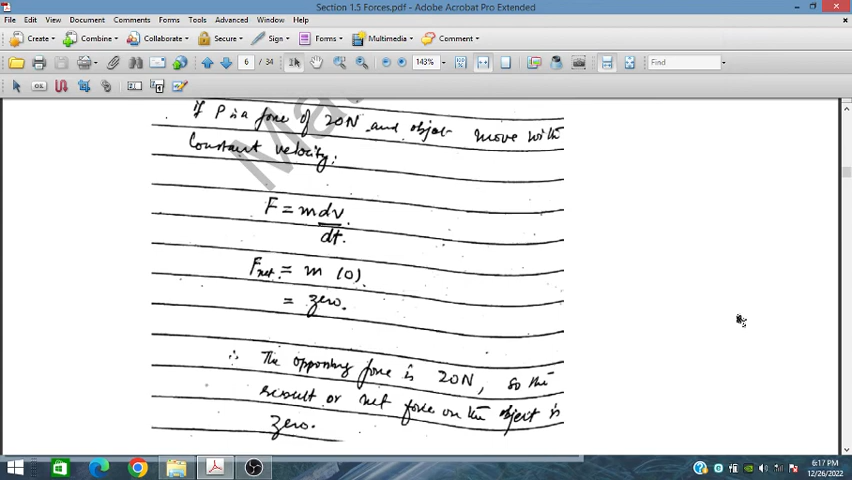 Section 1.5 Forces.pdf - Adobe Acrobat Pro Extended
File Edit View Document Comments Forms Tools Advanced Window Help
Create Combine Collaborate Secure Sign Forms Multimedia Comment
6 / 34 143% Find
if P is a force of 20N and object move with
Constant velocity:
F = m dv
dt.
Fnet = m (0).
= zero.
∴ The opposing force is 20N, so the
result or net force on the object is
zero.
6:17 PM
12/26/2022